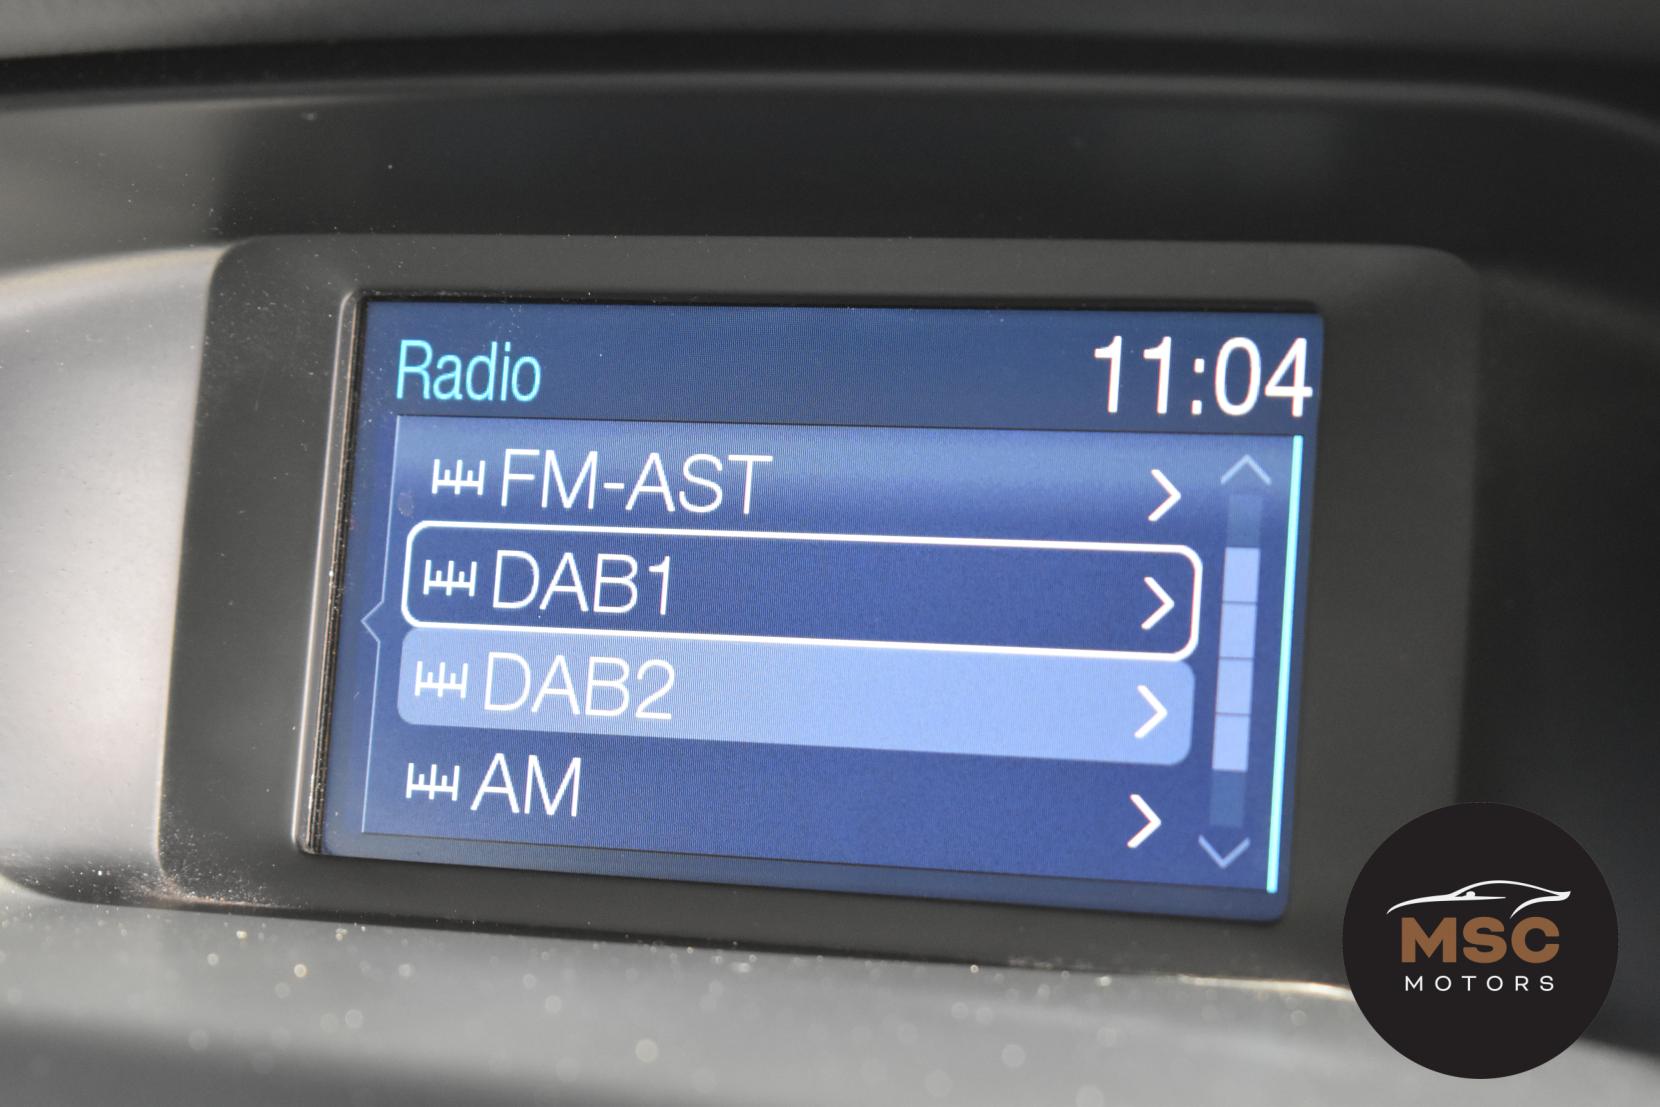 Radio
11:04
FM-AST
DAB1
DAB2
AM
MSC
MOTORS